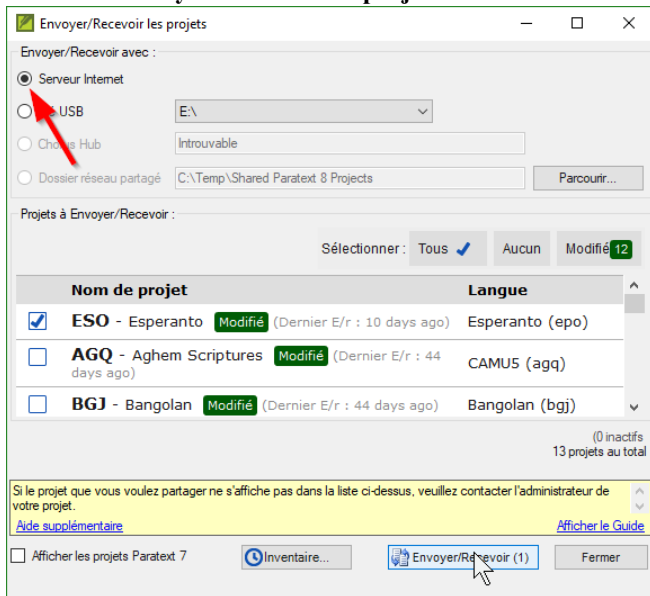 Envoyer/Recevoir les projets
Envoyer/Recevoir avec :
Serveur Internet
USB
E:\
Chorus Hub
Introuvable
Dossier réseau partagé
C:\Temp\Shared Paratext 8 Projects
Parcourir...
Projets à Envoyer/Recevoir :
Sélectionner : Tous Aucun Modifié 12
Nom de projet Langue
ESO - Esperanto Modifié (Dernier E/r : 10 days ago) Esperanto (epo)
AGQ - Aghem Scriptures Modifié (Dernier E/r : 44
days ago)
CAMU5 (agq)
BGJ - Bangolan Modifié (Dernier E/r : 44 days ago) Bangolan (bgj)
(0 inactifs
13 projets au total
Si le projet que vous voulez partager ne s'affiche pas dans la liste ci-dessus, veuillez contacter l'administrateur de
votre projet.
Aide supplémentaire Afficher le Guide
Afficher les projets Paratext 7
Inventaire...
Envoyer/Recevoir (1)
Fermer